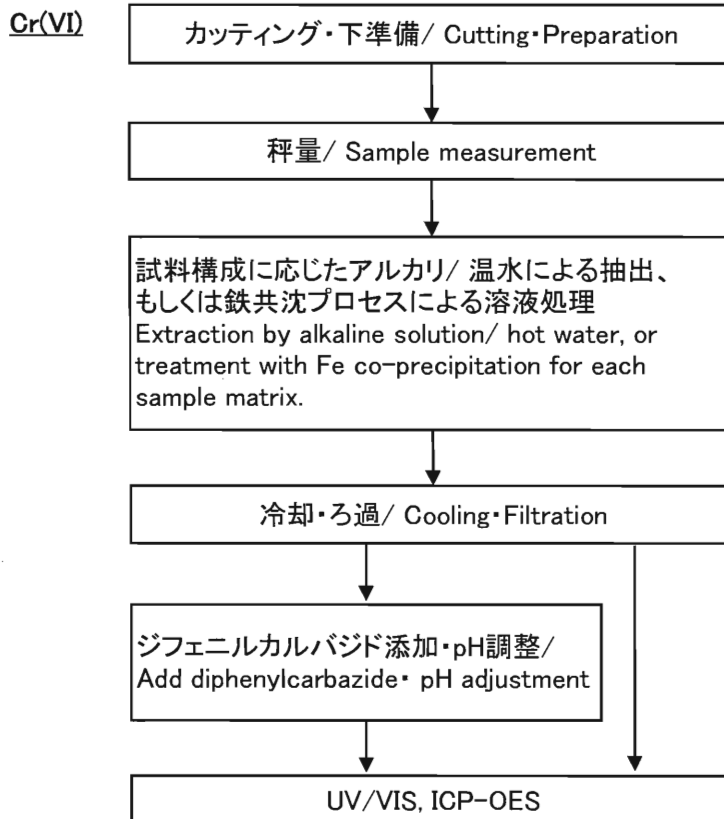 Cr(VI)
カッティング・下準備/ Cutting・Preparation
秤量/ Sample measurement
試料構成に応じたアルカリ/ 温水による抽出、
もしくは鉄共沈プロセスによる溶液処理
Extraction by alkaline solution/ hot water, or
treatment with Fe co-precipitation for each
sample matrix.
冷却・ろ過/ Cooling・Filtration
ジフェニルカルバジド添加・pH調整/
Add diphenylcarbazide・ pH adjustment
UV/VIS, ICP-OES